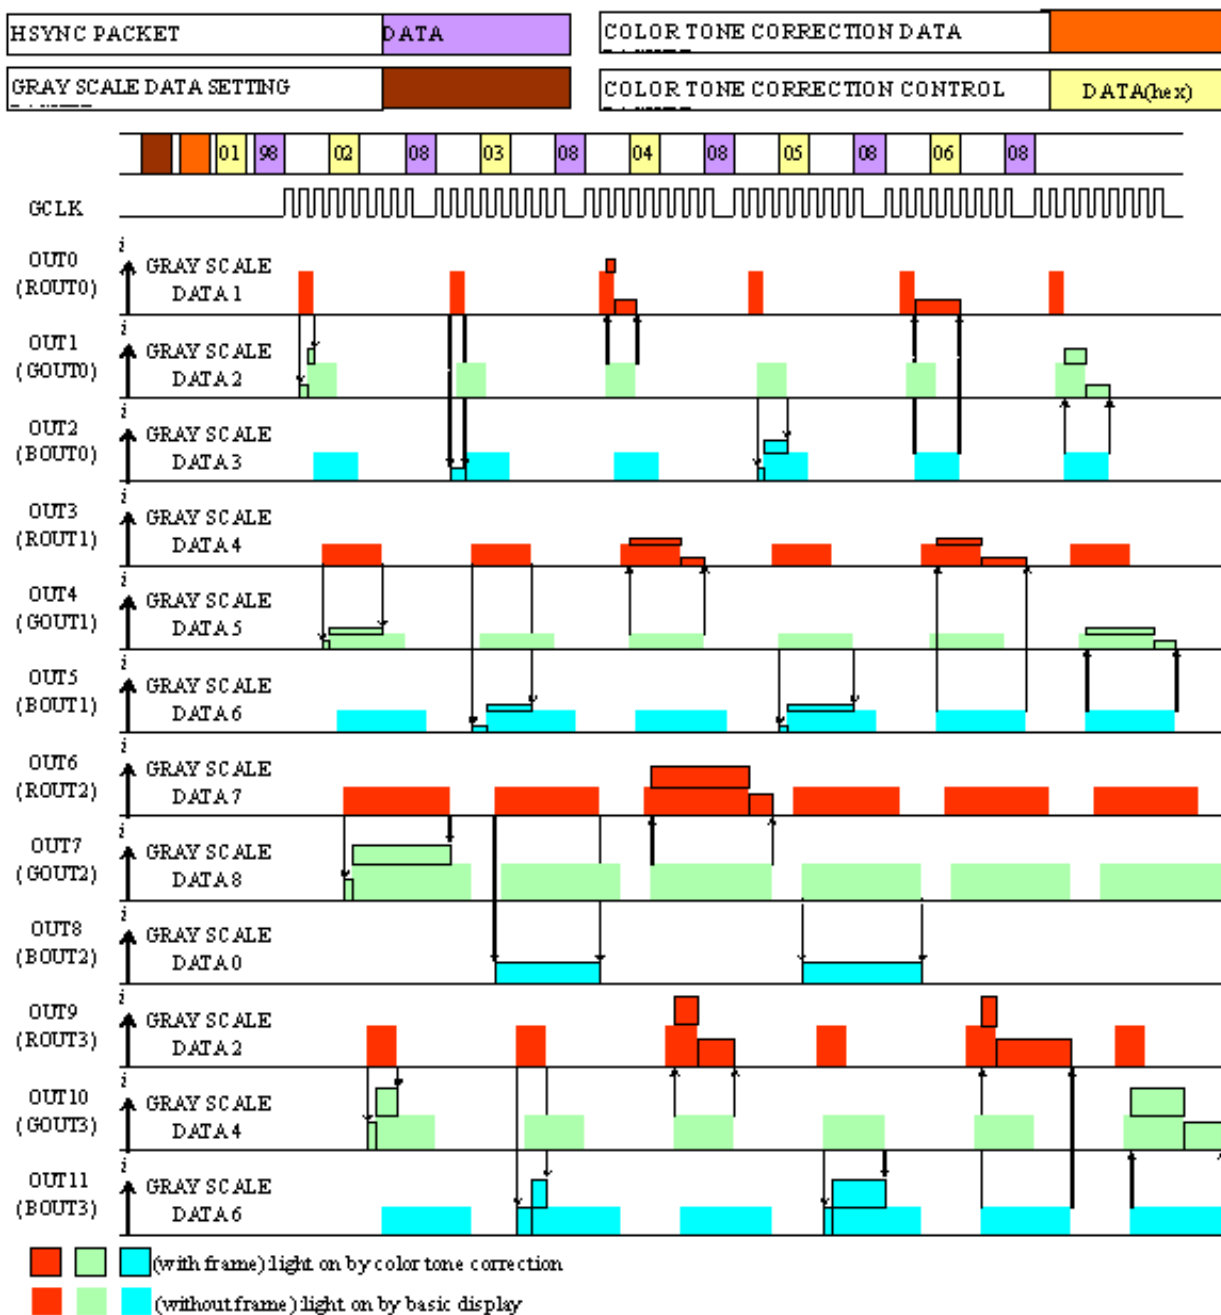 HSYNC PACKET DATA
COLOR TONE CORRECTION DATA
GRAY SCALE DATA SETTING
COLOR TONE CORRECTION CONTROL DATA(hex)
01 98 02 08 03 08 04 08 05 08 06 08
GCLK
i
OUT0
(ROUT0)
GRAY SCALE
DATA 1
i
OUT1
(GOUT0)
GRAY SCALE
DATA 2
i
OUT2
(BOUT0)
GRAY SCALE
DATA 3
i
OUT3
(ROUT1)
GRAY SCALE
DATA 4
i
OUT4
(GOUT1)
GRAY SCALE
DATA 5
i
OUT5
(BOUT1)
GRAY SCALE
DATA 6
i
OUT6
(ROUT2)
GRAY SCALE
DATA 7
i
OUT7
(GOUT2)
GRAY SCALE
DATA 8
i
OUT8
(BOUT2)
GRAY SCALE
DATA 0
i
OUT9
(ROUT3)
GRAY SCALE
DATA 2
i
OUT10
(GOUT3)
GRAY SCALE
DATA 4
i
OUT11
(BOUT3)
GRAY SCALE
DATA 6
(with frame) light on by color tone correction
(without frame) light on by basic display